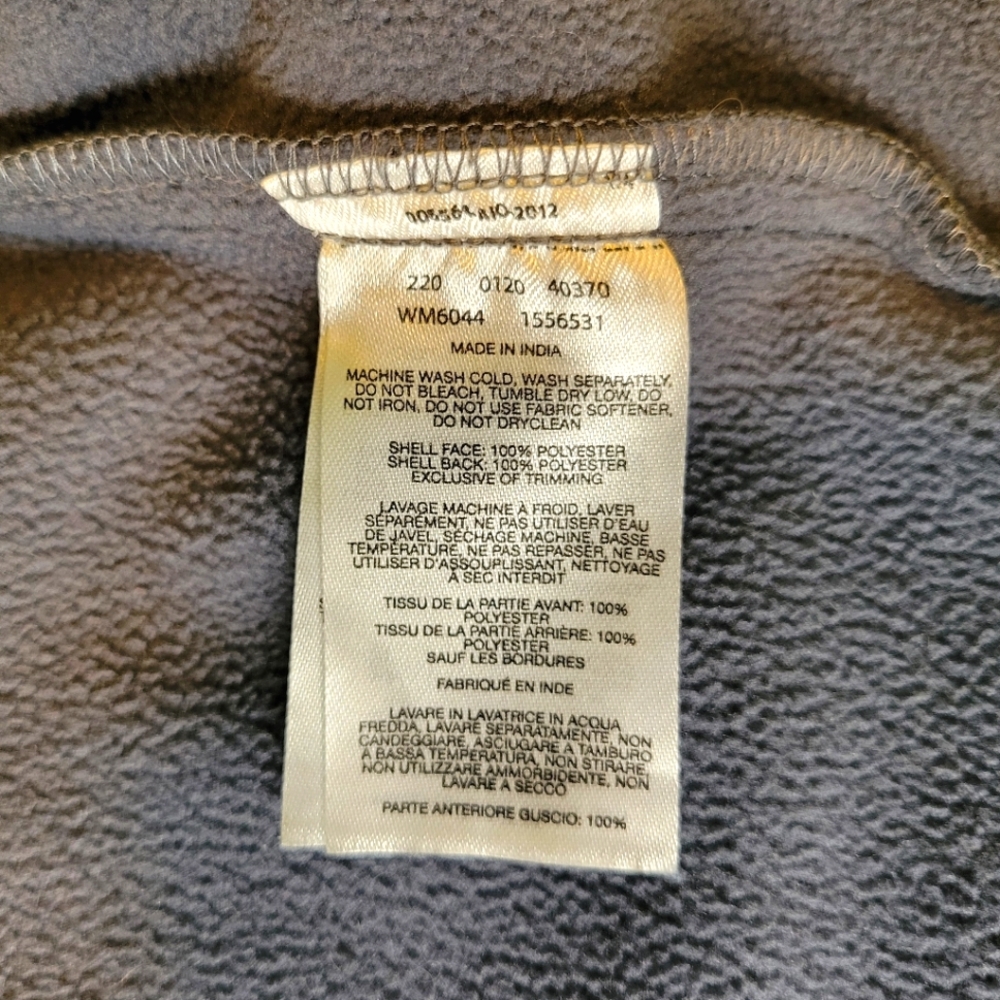 005564 AIO-2012
220 0120 40370
WM6044 1556531
MADE IN INDIA
MACHINE WASH COLD, WASH SEPARATELY,
DO NOT BLEACH, TUMBLE DRY LOW, DO
NOT IRON, DO NOT USE FABRIC SOFTENER,
DO NOT DRYCLEAN
SHELL FACE: 100% POLYESTER
SHELL BACK: 100% POLYESTER
EXCLUSIVE OF TRIMMING
LAVAGE MACHINE À FROID, LAVER
SÉPARÉMENT, NE PAS UTILISER D'EAU
DE JAVEL, SÉCHAGE MACHINE, BASSE
TEMPÉRATURE, NE PAS REPASSER, NE PAS
UTILISER D'ASSOUPLISSANT, NETTOYAGE
À SEC INTERDIT
TISSU DE LA PARTIE AVANT: 100%
POLYESTER
TISSU DE LA PARTIE ARRIÈRE: 100%
POLYESTER
SAUF LES BORDURES
FABRIQUÉ EN INDE
LAVARE IN LAVATRICE IN ACQUA
FREDDA, LAVARE SEPARATAMENTE, NON
CANDEGGIARE, ASCIUGARE A TAMBURO
A BASSA TEMPERATURA, NON STIRARE,
NON UTILIZZARE AMMORBIDENTE, NON
LAVARE A SECCO
PARTE ANTERIORE GUSCIO: 100%